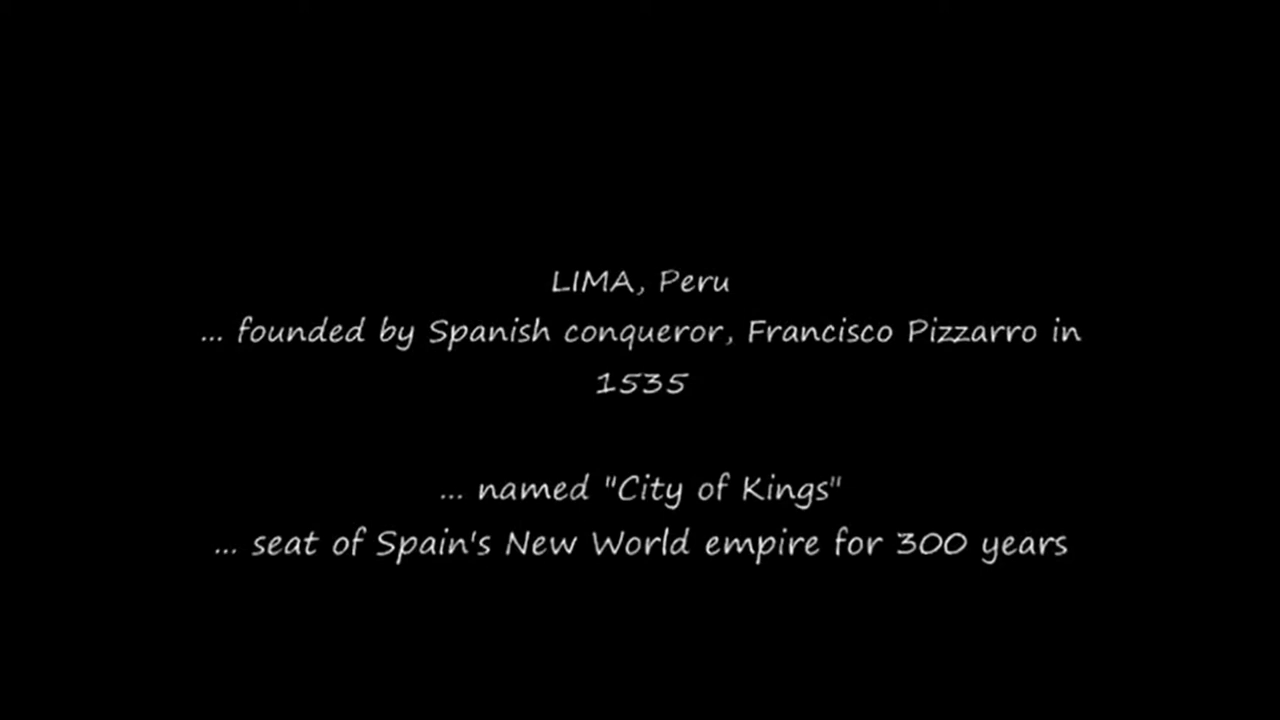 LIMA, Peru
... founded by Spanish conqueror, Francisco Pizzarro in
1535
... named "City of Kings"
... seat of Spain's New World empire for 300 years